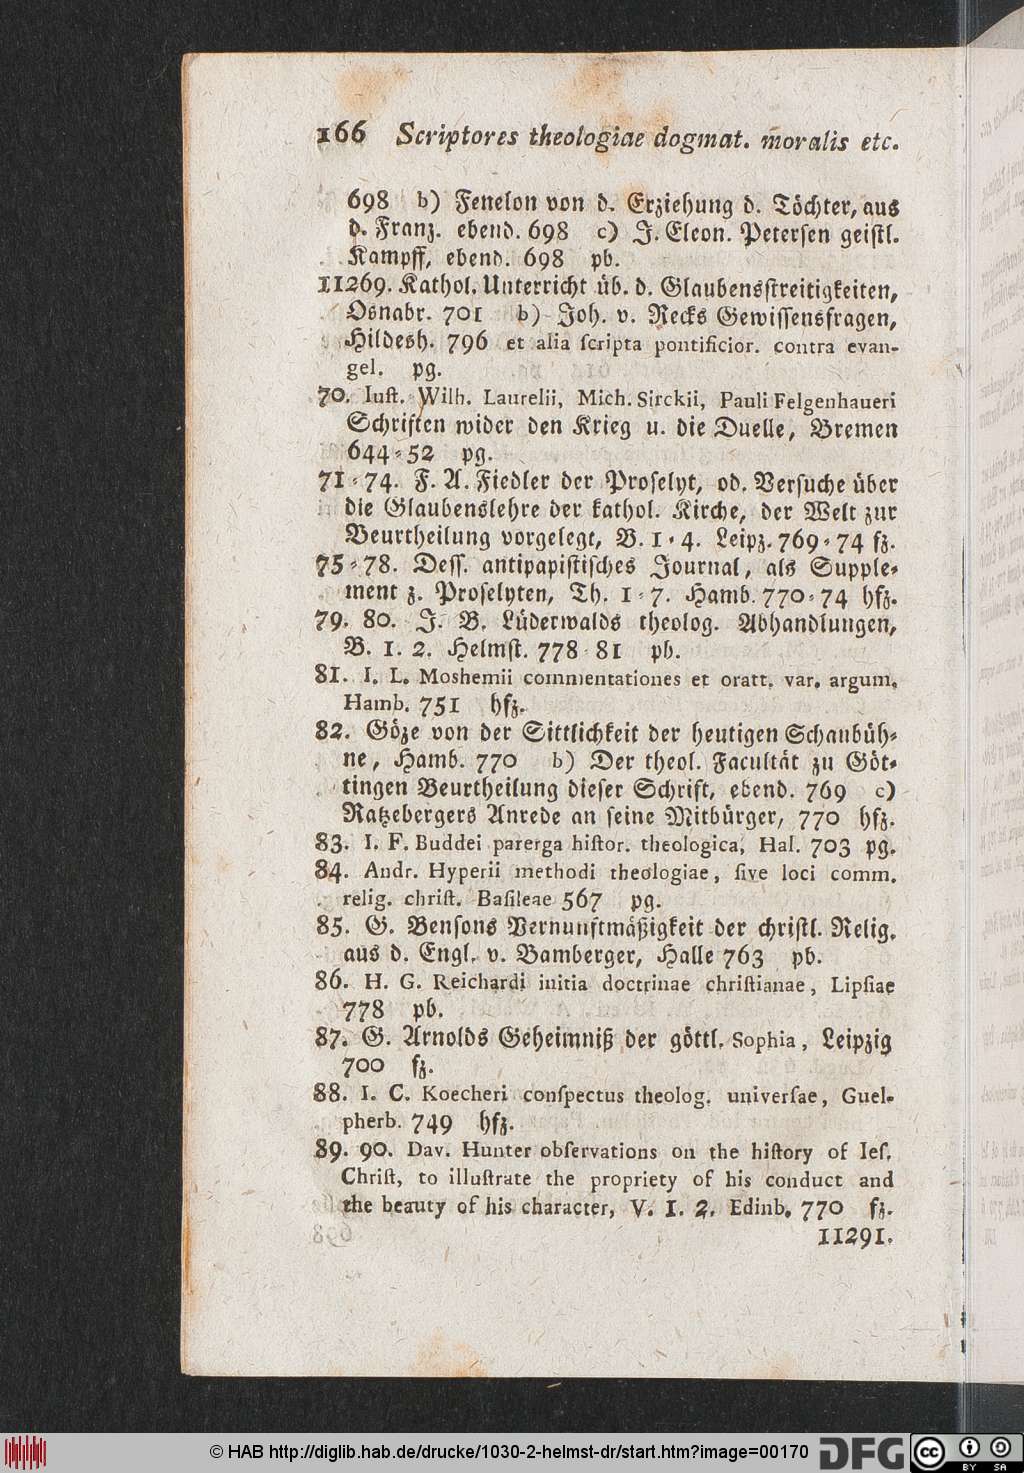 166 Scriptores theologiae dogmat. moralis etc.
698 b) Fenelon von d. Erziehung d. Töchter, aus
d. Franz. ebend. 698 c) J. Eleon. Petersen geistl.
Kampff, ebend. 698 pb.
11269. Kathol. Unterricht üb. d. Glaubensstreitigkeiten,
Osnabr. 701 b) Joh. v. Recks Gewissensfragen,
Hildesh. 796 et alia ſcripta pontificior. contra evan-
gel. pg.
70. Iuſt. Wilh. Laurelii, Mich. Sirckii, Pauli Felgenhaueri
Schriften wider den Krieg u. die Duelle, Bremen
644-52 pg.
71-74. F. A. Fiedler der Proselyt, od. Versuche über
die Glaubenslehre der kathol. Kirche, der Welt zur
Beurtheilung vorgelegt, B. 1-4. Leipz. 769-74 fz.
75-78. Dess. antipapistisches Journal, als Supple-
ment z. Proselyten, Th. 1-7. Hamb. 770-74 hfz.
79. 80. J. B. Lüderwalds theolog. Abhandlungen,
B. 1. 2. Helmst. 778-81 pb.
81. I. L. Moshemii commentationes et oratt. var. argum.
Hamb. 751 hfz.
82. Göze von der Sittlichkeit der heutigen Schaubüh-
ne, Hamb. 770 b) Der theol. Facultät zu Göt-
tingen Beurtheilung dieser Schrift, ebend. 769 c)
Ratzebergers Anrede an seine Mitbürger, 770 hfz.
83. I. F. Buddei parerga hiſtor. theologica, Hal. 703 pg.
84. Andr. Hyperii methodi theologiae, ſive loci comm.
relig. chriſt. Baſileae 567 pg.
85. G. Bensons Vernunftmäßigkeit der christl. Relig.
aus d. Engl. v. Bamberger, Halle 763 pb.
86. H. G. Reichardi initia doctrinae chriſtianae, Lipſiae
778 pb.
87. G. Arnolds Geheimniß der göttl. Sophia, Leipzig
700 fz.
88. I. C. Koecheri conſpectus theolog. univerſae, Guel-
pherb. 749 hfz.
89. 90. Dav. Hunter obſervations on the hiſtory of Ieſ.
Chriſt, to illuſtrate the propriety of his conduct and
the beauty of his character, V. 1. 2. Edinb. 770 fz.
11291.
© HAB http://diglib.hab.de/drucke/1030-2-helmst-dr/start.htm?image=00170 DFG cc BY SA